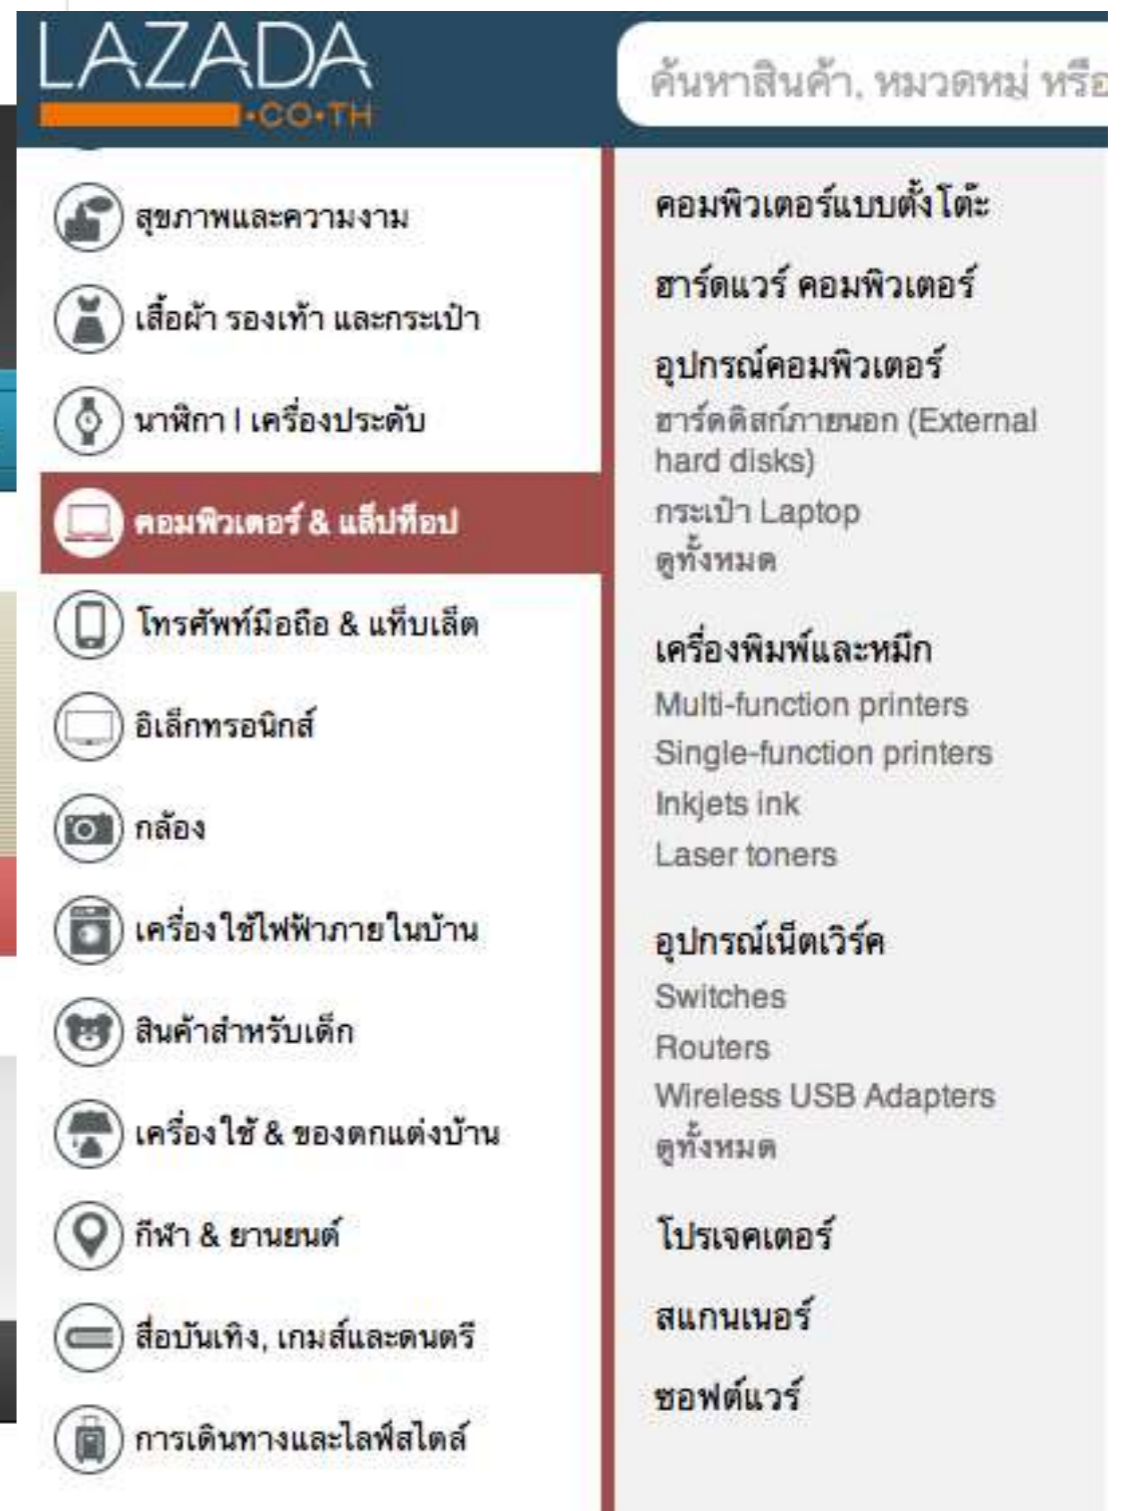 LAZADA
•CO•TH
ค้นหาสินค้า, หมวดหมู่ หรือ
สุขภาพและความงาม
เสื้อผ้า รองเท้า และกระเป๋า
นาฬิกา | เครื่องประดับ
คอมพิวเตอร์ & แล็ปท็อป
โทรศัพท์มือถือ & แท็บเล็ต
อิเล็กทรอนิกส์
กล้อง
เครื่องใช้ไฟฟ้าภายในบ้าน
สินค้าสำหรับเด็ก
เครื่องใช้ & ของตกแต่งบ้าน
กีฬา & ยานยนต์
สื่อบันเทิง, เกมส์และดนตรี
การเดินทางและไลฟ์สไตล์
คอมพิวเตอร์แบบตั้งโต๊ะ
ฮาร์ดแวร์ คอมพิวเตอร์
อุปกรณ์คอมพิวเตอร์
ฮาร์ดดิสก์ภายนอก (External
hard disks)
กระเป๋า Laptop
ดูทั้งหมด
เครื่องพิมพ์และหมึก
Multi-function printers
Single-function printers
Inkjets ink
Laser toners
อุปกรณ์เน็ตเวิร์ค
Switches
Routers
Wireless USB Adapters
ดูทั้งหมด
โปรเจคเตอร์
สแกนเนอร์
ซอฟต์แวร์